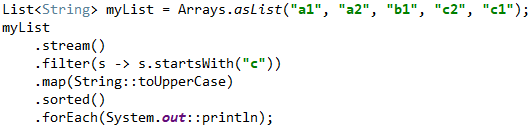 List<String> myList = Arrays.asList("a1", "a2", "b1", "c2", "c1");
myList
    .stream()
    .filter(s -> s.startsWith("c"))
    .map(String::toUpperCase)
    .sorted()
    .forEach(System.out::println);